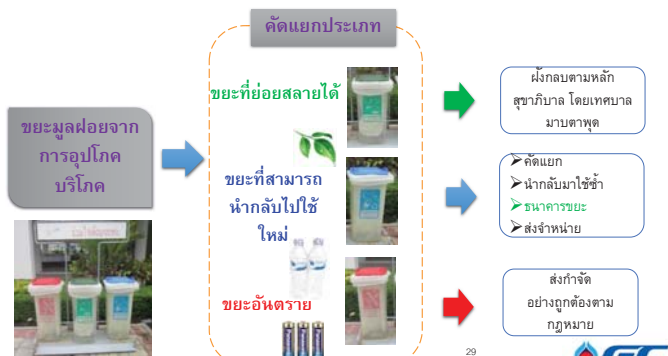 คัดแยกประเภท
ขยะมูลฝอยจาก
การอุปโภค
บริโภค
ขยะที่ย่อยสลายได้
ขยะที่สามารถ
นำกลับไปใช้
ใหม่
ขยะอันตราย
ฝังกลบตามหลัก
สุขาภิบาล โดยเทศบาล
มาบตาพุด
➢คัดแยก
➢นำกลับมาใช้ซ้ำ
➢ธนาคารขยะ
➢ส่งจำหน่าย
ส่งกำจัด
อย่างถูกต้องตาม
กฎหมาย
29